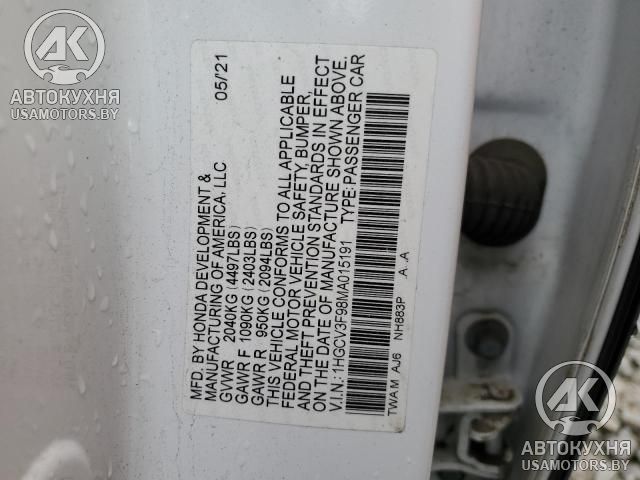 MFD. BY HONDA DEVELOPMENT &
MANUFACTURING OF AMERICA, LLC 05/'21
GVWR 2040KG (4497LBS)
GAWR F 1090KG (2403LBS)
GAWR R 950KG (2094LBS)
THIS VEHICLE CONFORMS TO ALL APPLICABLE
FEDERAL MOTOR VEHICLE SAFETY, BUMPER,
AND THEFT PREVENTION STANDARDS IN EFFECT
ON THE DATE OF MANUFACTURE SHOWN ABOVE.
V.I.N.: 1HGCV3F98MA015191 TYPE: PASSENGER CAR
TWA M AJ6 NH883P A .A
АК
АВТОКУХНЯ
USAMOTORS.BY
АК
АВТОКУХНЯ
USAMOTORS.BY